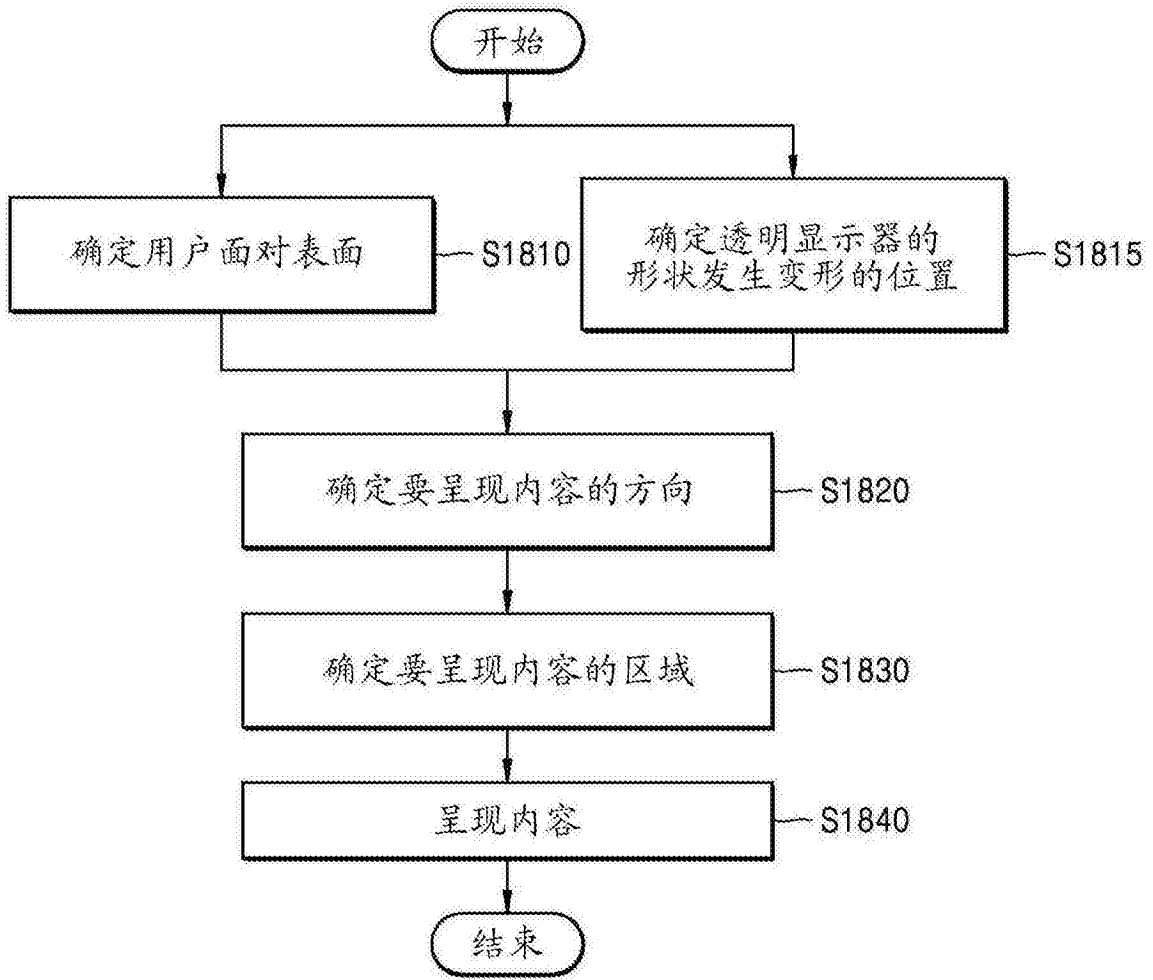 开始
确定用户面对表面
S1810
确定透明显示器的
形状发生变形的位置
S1815
确定要呈现内容的方向
S1820
确定要呈现内容的区域
S1830
呈现内容
S1840
结束